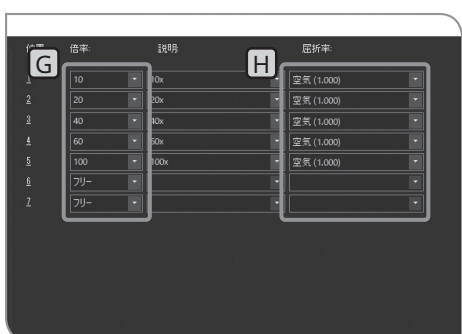 位置 倍率: 説明: 屈折率:
G H
1 10 10x 空気 (1.000)
2 20 20x 空気 (1.000)
3 40 40x 空気 (1.000)
4 60 60x 空気 (1.000)
5 100 100x 空気 (1.000)
6 フリー
7 フリー